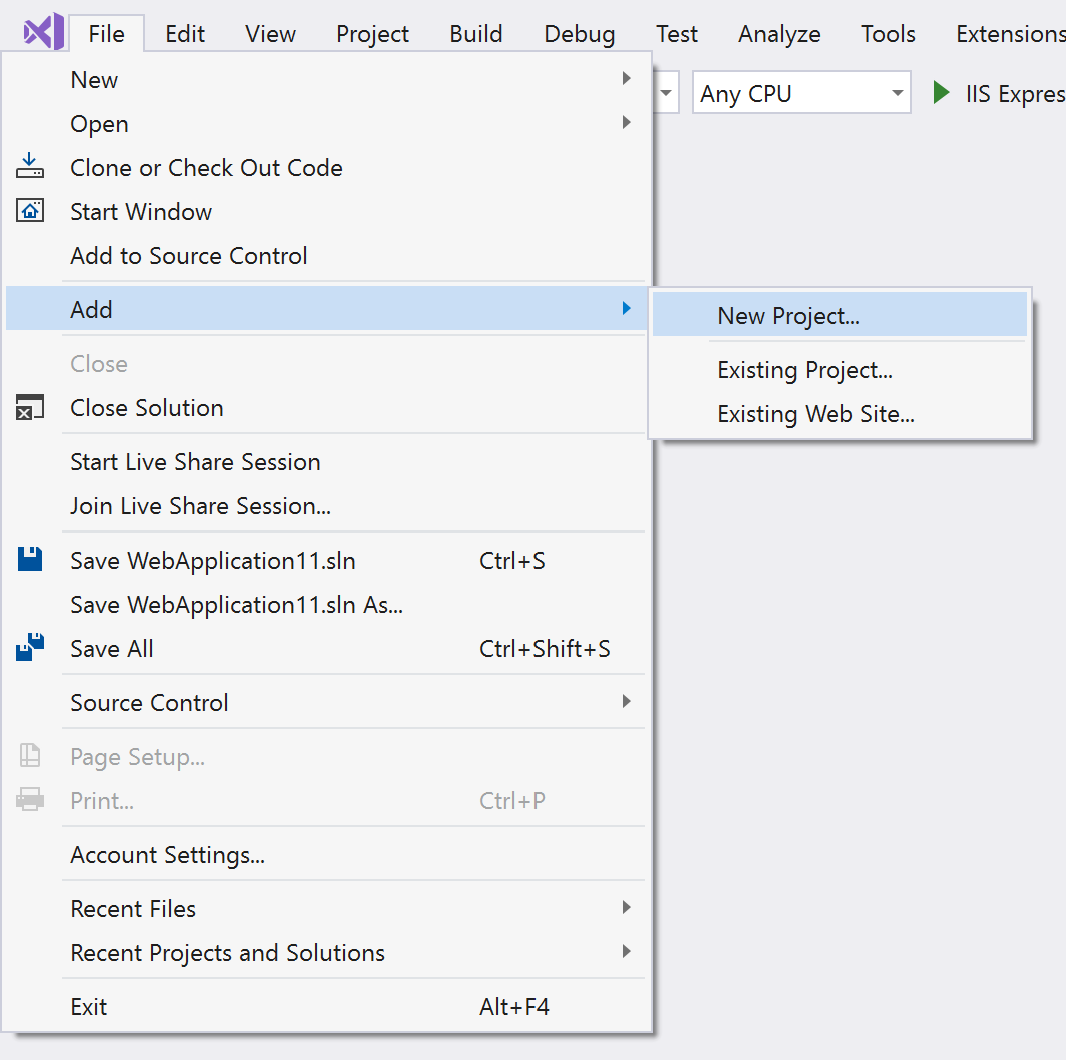 File Edit View Project Build Debug Test Analyze Tools Extensions
Any CPU IIS Expres
New
Open
Clone or Check Out Code
Start Window
Add to Source Control
Add
New Project...
Close
Existing Project...
Close Solution
Existing Web Site...
Start Live Share Session
Join Live Share Session...
Save WebApplication11.sln Ctrl+S
Save WebApplication11.sln As...
Save All Ctrl+Shift+S
Source Control
Page Setup...
Print... Ctrl+P
Account Settings...
Recent Files
Recent Projects and Solutions
Exit Alt+F4